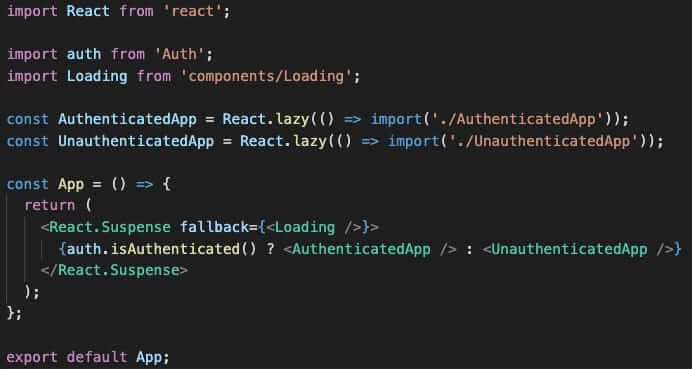 import React from 'react';
import auth from 'Auth';
import Loading from 'components/Loading';
const AuthenticatedApp = React.lazy(() => import('./AuthenticatedApp'));
const UnauthenticatedApp = React.lazy(() => import('./UnauthenticatedApp'));
const App = () => {
  return (
    <React.Suspense fallback={<Loading />}>
      {auth.isAuthenticated() ? <AuthenticatedApp /> : <UnauthenticatedApp />}
    </React.Suspense>
  );
};
export default App;